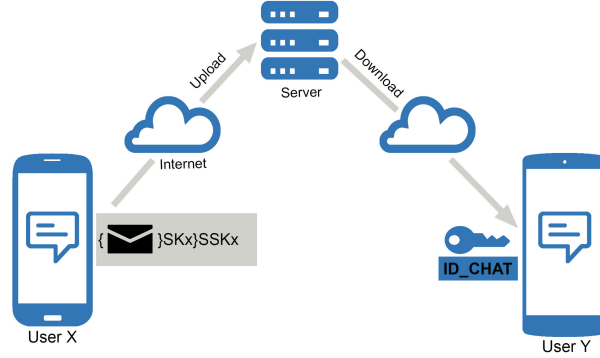 Upload
Download
Server
Internet
{ }SKx}SSKx
ID_CHAT
User X
User Y